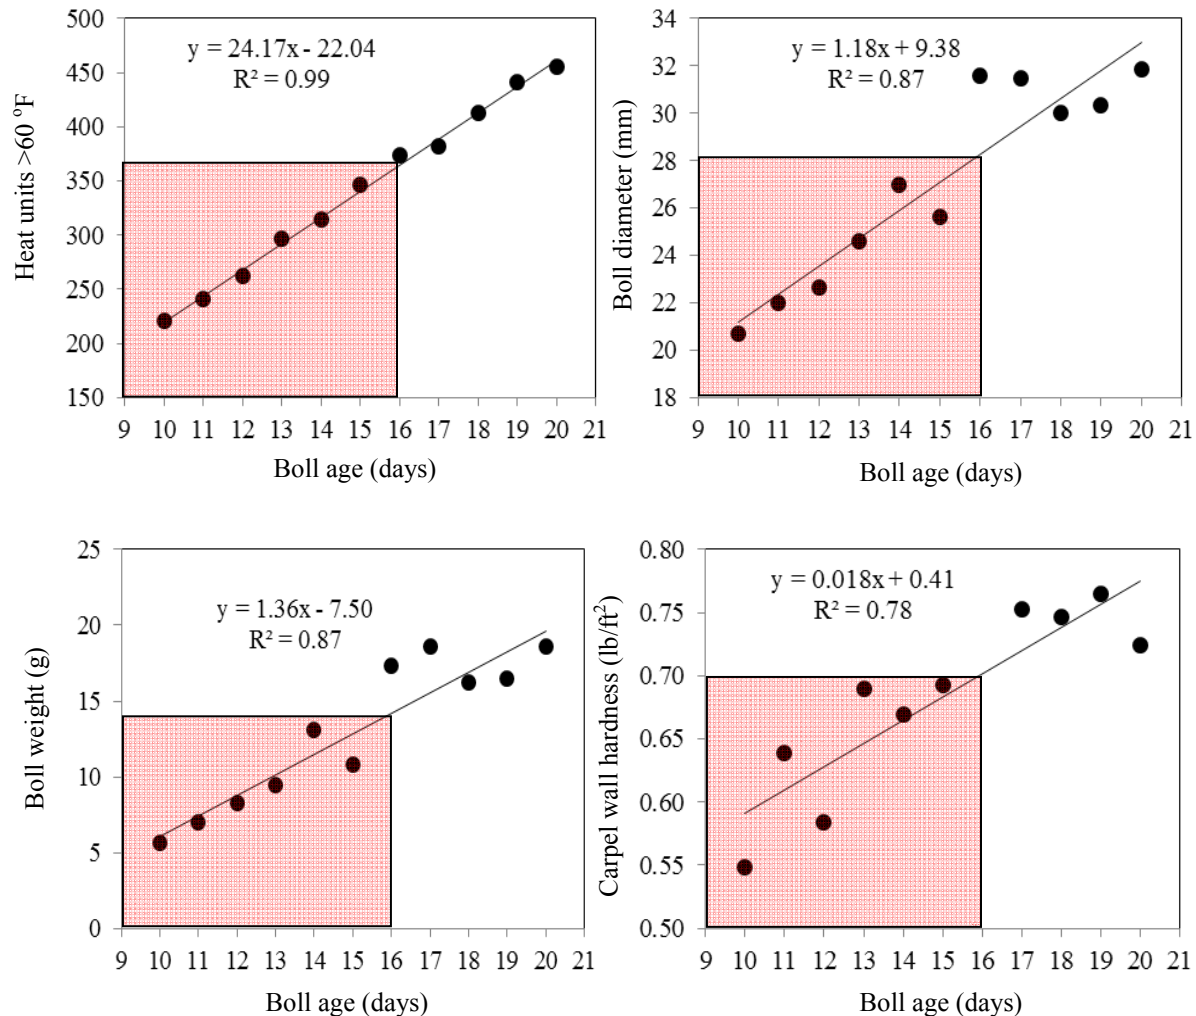 Heat units >60 °F
500
450
400
350
300
250
200
150
y = 24.17x - 22.04
R² = 0.99
9 10 11 12 13 14 15 16 17 18 19 20 21
Boll age (days)
Boll diameter (mm)
34
32
30
28
26
24
22
20
18
y = 1.18x + 9.38
R² = 0.87
9 10 11 12 13 14 15 16 17 18 19 20 21
Boll age (days)
Boll weight (g)
25
20
15
10
5
0
y = 1.36x - 7.50
R² = 0.87
9 10 11 12 13 14 15 16 17 18 19 20 21
Boll age (days)
Carpel wall hardness (lb/ft²)
0.80
0.75
0.70
0.65
0.60
0.55
0.50
y = 0.018x + 0.41
R² = 0.78
9 10 11 12 13 14 15 16 17 18 19 20 21
Boll age (days)